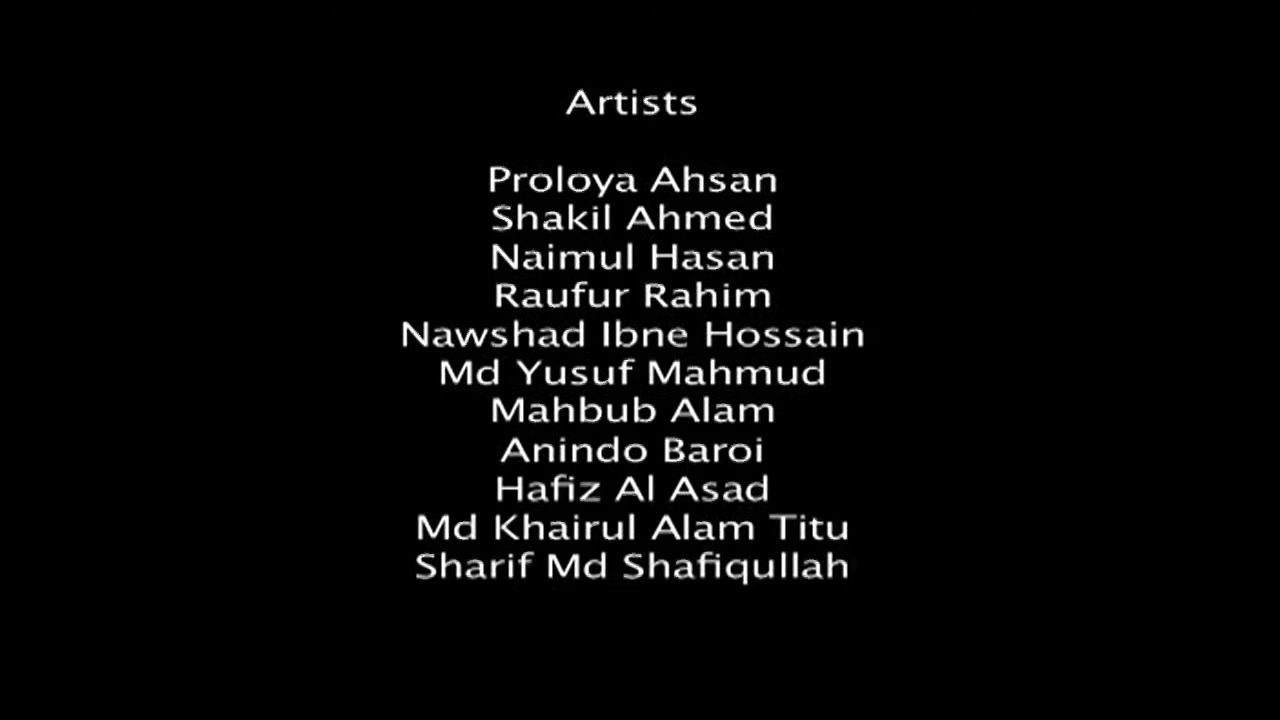 Artists
Proloya Ahsan
Shakil Ahmed
Naimul Hasan
Raufur Rahim
Nawshad Ibne Hossain
Md Yusuf Mahmud
Mahbub Alam
Anindo Baroi
Hafiz Al Asad
Md Khairul Alam Titu
Sharif Md Shafiqullah